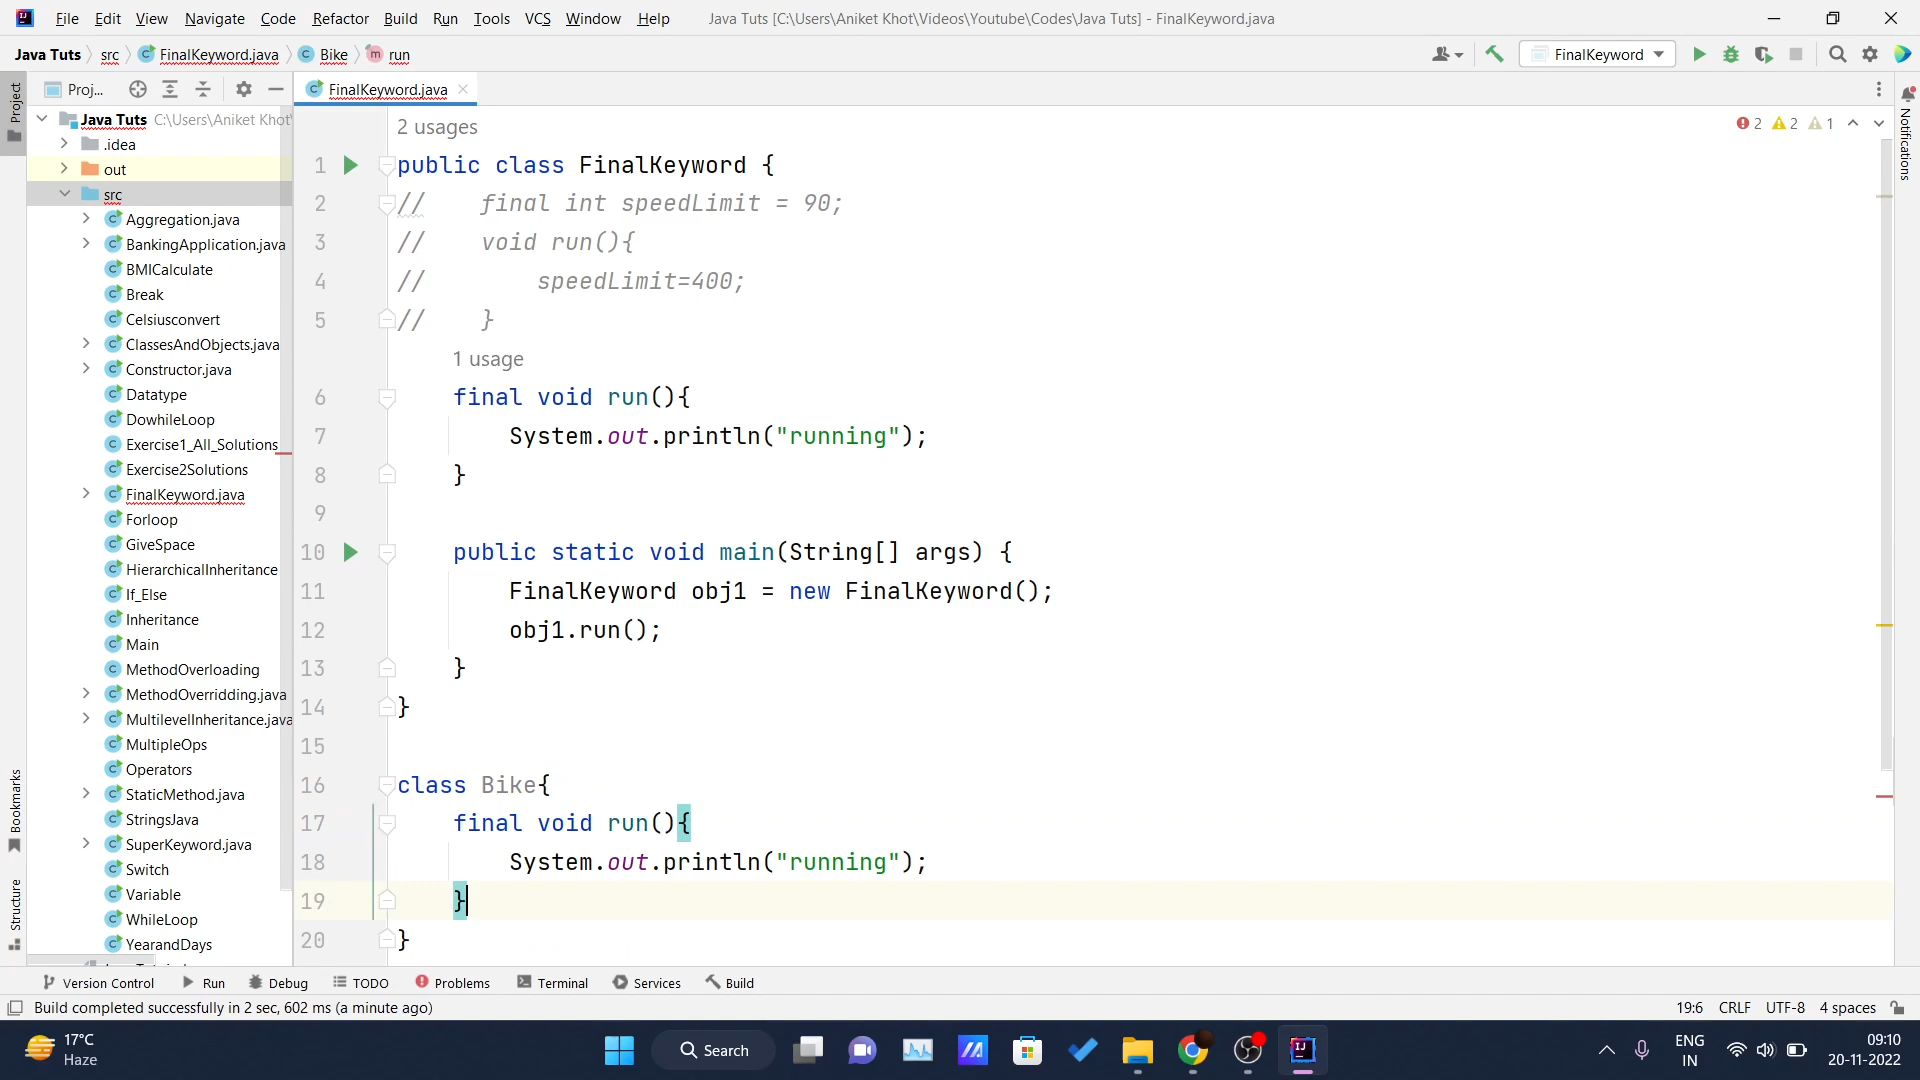 File Edit View Navigate Code Refactor Build Run Tools VCS Window Help Java Tuts [C:\Users\Aniket Khot\Videos\Youtube\Codes\Java Tuts] - FinalKeyword.java
Java Tuts src FinalKeyword.java Bike run FinalKeyword
Project
Proj...
FinalKeyword.java
Java Tuts C:\Users\Aniket Khot\
.idea
out
src
Aggregation.java
BankingApplication.java
BMICalculate
Break
Celsiusconvert
ClassesAndObjects.java
Constructor.java
Datatype
DowhileLoop
Exercise1_All_Solutions
Exercise2Solutions
FinalKeyword.java
Forloop
GiveSpace
HierarchicalInheritance
If_Else
Inheritance
Main
MethodOverloading
MethodOverridding.java
MultilevelInheritance.java
MultipleOps
Operators
StaticMethod.java
StringsJava
SuperKeyword.java
Switch
Variable
WhileLoop
YearandDays
Bookmarks
Structure
2 usages
2 2 1
1 public class FinalKeyword {
2 // final int speedLimit = 90;
3 // void run(){
4 // speedLimit=400;
5 // }
1 usage
6 final void run(){
7 System.out.println("running");
8 }
9
10 public static void main(String[] args) {
11 FinalKeyword obj1 = new FinalKeyword();
12 obj1.run();
13 }
14 }
15
16 class Bike{
17 final void run(){
18 System.out.println("running");
19 }
20 }
Notifications
Version Control Run Debug TODO Problems Terminal Services Build
Build completed successfully in 2 sec, 602 ms (a minute ago) 19:6 CRLF UTF-8 4 spaces
17°C
Haze
Search
ENG
IN
09:10
20-11-2022